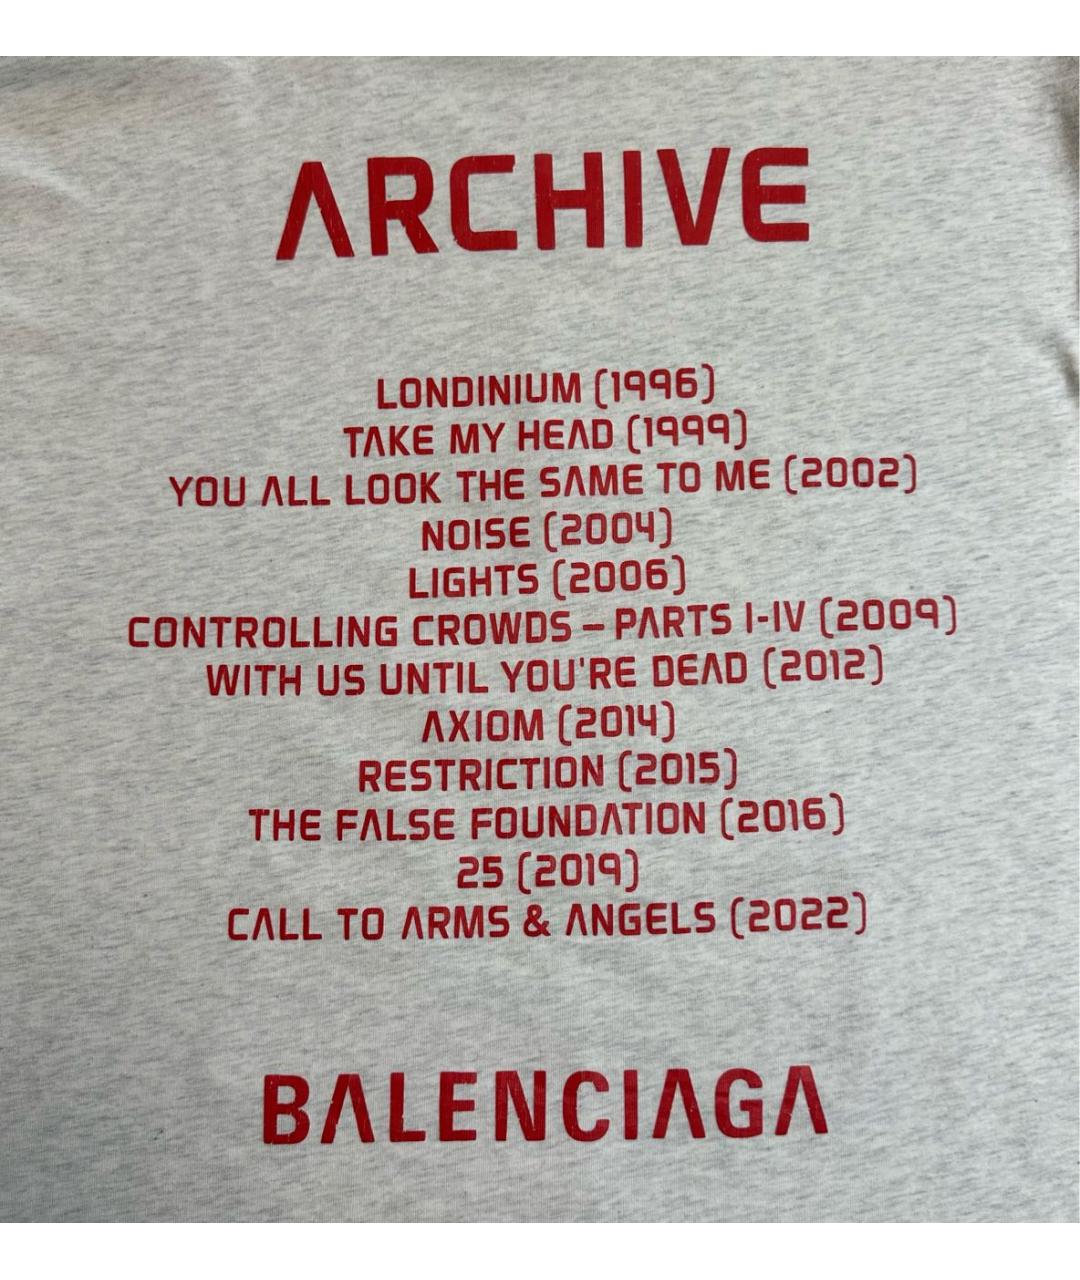 ARCHIVE
LONDINIUM (1996)
TAKE MY HEAD (1999)
YOU ALL LOOK THE SAME TO ME (2002)
NOISE (2004)
LIGHTS (2006)
CONTROLLING CROWDS – PARTS I-IV (2009)
WITH US UNTIL YOU'RE DEAD (2012)
AXIOM (2014)
RESTRICTION (2015)
THE FALSE FOUNDATION (2016)
25 (2019)
CALL TO ARMS & ANGELS (2022)
BALENCIAGA